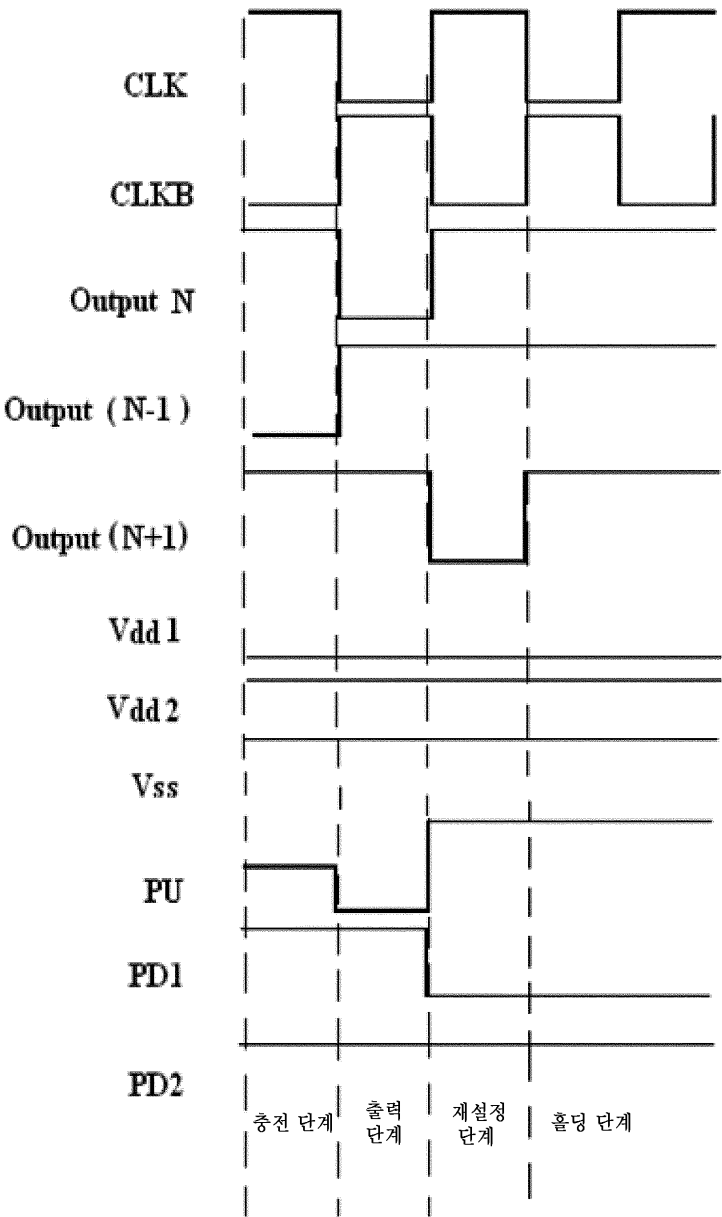 CLK
CLKB
Output N
Output ( N-1 )
Output (N+1)
Vdd 1
Vdd 2
Vss
PU
PD1
PD2
충전 단계
출력
단계
재설정
단계
홀딩 단계